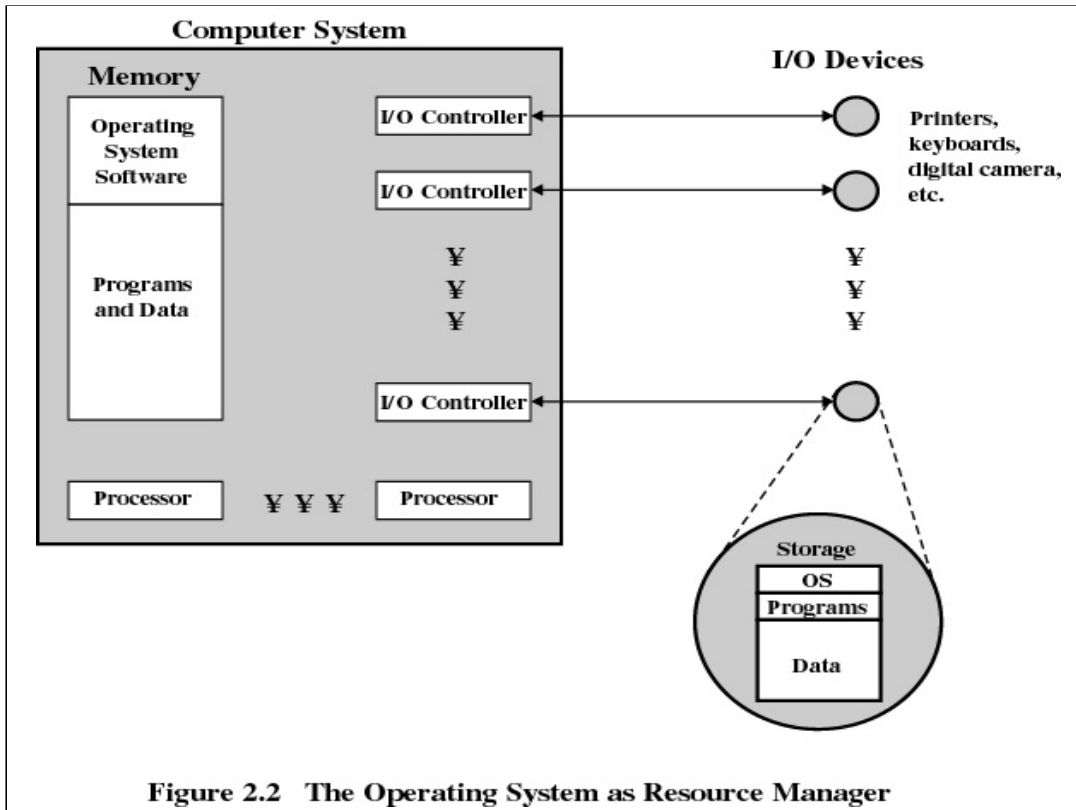 Computer System
I/O Devices
Memory
Operating
System
Software
Programs
and Data
I/O Controller
I/O Controller
¥
¥
¥
I/O Controller
Processor
¥ ¥ ¥
Processor
Printers,
keyboards,
digital camera,
etc.
¥
¥
¥
Storage
OS
Programs
Data
Figure 2.2 The Operating System as Resource Manager